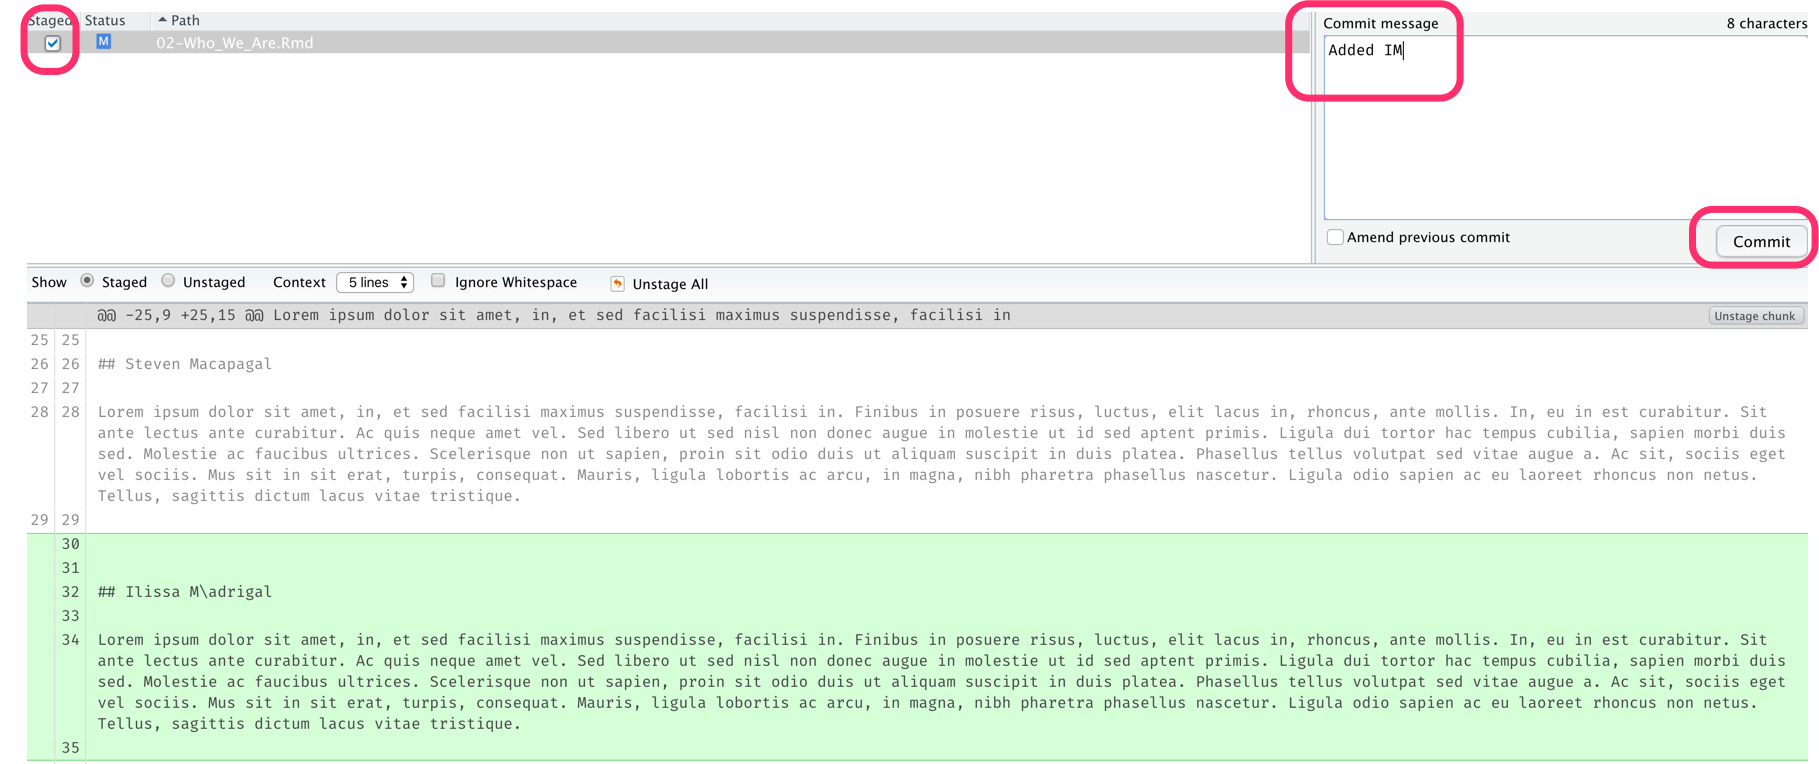 Staged Status Path
M 02-Who_We_Are.Rmd
Commit message 8 characters
Added IM
Amend previous commit Commit
Show Staged Unstaged Context 5 lines Ignore Whitespace Unstage All
@@ -25,9 +25,15 @@ Lorem ipsum dolor sit amet, in, et sed facilisi maximus suspendisse, facilisi in Unstage chunk
25 25
26 26 ## Steven Macapagal
27 27
28 28 Lorem ipsum dolor sit amet, in, et sed facilisi maximus suspendisse, facilisi in. Finibus in posuere risus, luctus, elit lacus in, rhoncus, ante mollis. In, eu in est curabitur. Sit
ante lectus ante curabitur. Ac quis neque amet vel. Sed libero ut sed nisl non donec augue in molestie ut id sed aptent primis. Ligula dui tortor hac tempus cubilia, sapien morbi duis
sed. Molestie ac faucibus ultrices. Scelerisque non ut sapien, proin sit odio duis ut aliquam suscipit in duis platea. Phasellus tellus volutpat sed vitae augue a. Ac sit, sociis eget
vel sociis. Mus sit in sit erat, turpis, consequat. Mauris, ligula lobortis ac arcu, in magna, nibh pharetra phasellus nascetur. Ligula odio sapien ac eu laoreet rhoncus non netus.
Tellus, sagittis dictum lacus vitae tristique.
29 29
30
31
32 ## Ilissa M\adrigal
33
34 Lorem ipsum dolor sit amet, in, et sed facilisi maximus suspendisse, facilisi in. Finibus in posuere risus, luctus, elit lacus in, rhoncus, ante mollis. In, eu in est curabitur. Sit
ante lectus ante curabitur. Ac quis neque amet vel. Sed libero ut sed nisl non donec augue in molestie ut id sed aptent primis. Ligula dui tortor hac tempus cubilia, sapien morbi duis
sed. Molestie ac faucibus ultrices. Scelerisque non ut sapien, proin sit odio duis ut aliquam suscipit in duis platea. Phasellus tellus volutpat sed vitae augue a. Ac sit, sociis eget
vel sociis. Mus sit in sit erat, turpis, consequat. Mauris, ligula lobortis ac arcu, in magna, nibh pharetra phasellus nascetur. Ligula odio sapien ac eu laoreet rhoncus non netus.
Tellus, sagittis dictum lacus vitae tristique.
35